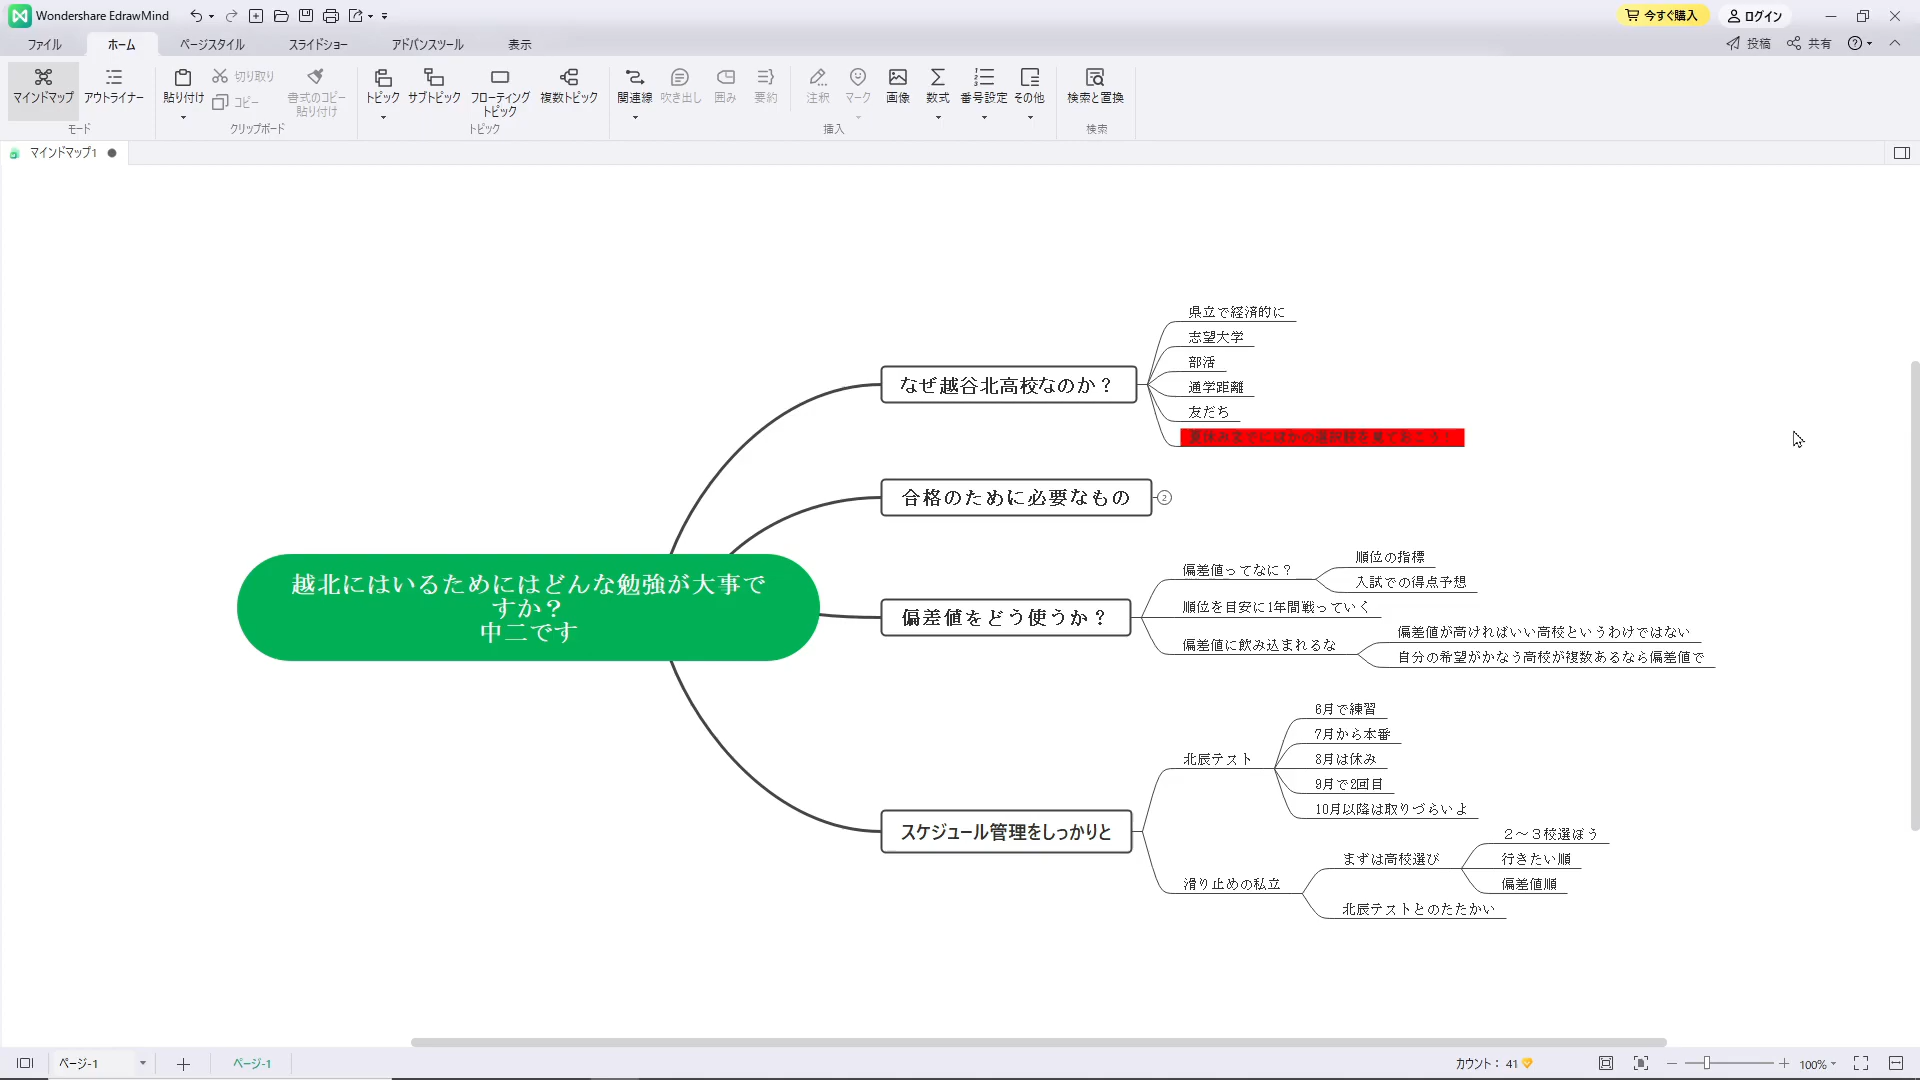 Wondershare EdrawMind
今すぐ購入
ログイン
ファイル
ホーム
ページスタイル
スライドショー
アドバンスツール
表示
投稿
共有
マインドマップ
アウトライナー
モード
貼り付け
切り取り
コピー
書式のコピー
貼り付け
クリップボード
トピック
サブトピック
フローティング
トピック
複数トピック
トピック
関連線
吹き出し
囲み
要約
注釈
マーク
画像
数式
番号設定
その他
挿入
検索と置換
検索
マインドマップ1
越北にはいるためにはどんな勉強が大事で
すか？
中二です
なぜ越谷北高校なのか？
県立で経済的に
志望大学
部活
通学距離
友だち
夏休みまでにほかの選択肢を見ておこう！
合格のために必要なもの
2
偏差値をどう使うか？
偏差値ってなに？
順位の指標
入試での得点予想
順位を目安に1年間戦っていく
偏差値に飲み込まれるな
偏差値が高ければいい高校というわけではない
自分の希望がかなう高校が複数あるなら偏差値で
スケジュール管理をしっかりと
北辰テスト
6月で練習
7月から本番
8月は休み
9月で2回目
10月以降は取りづらいよ
滑り止めの私立
まずは高校選び
２～３校選ぼう
行きたい順
偏差値順
北辰テストとのたたかい
ページ-1
ページ-1
カウント： 41
100%